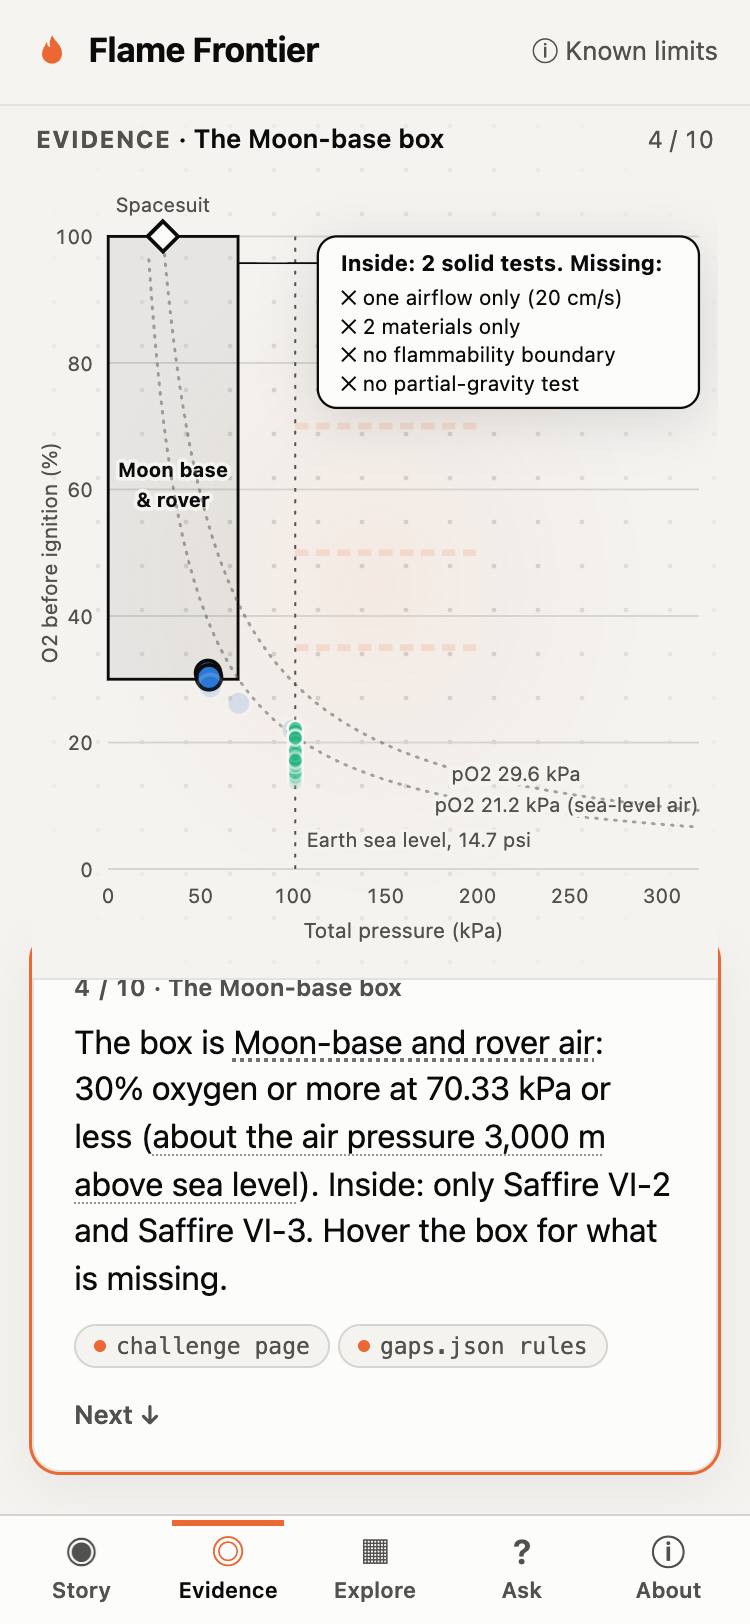 Flame Frontier
ⓘ Known limits
EVIDENCE · The Moon-base box
4 / 10
Spacesuit
100
80
60
40
20
0
O2 before ignition (%)
Inside: 2 solid tests. Missing:
✕ one airflow only (20 cm/s)
✕ 2 materials only
✕ no flammability boundary
✕ no partial-gravity test
Moon base
& rover
pO2 29.6 kPa
pO2 21.2 kPa (sea-level air)
Earth sea level, 14.7 psi
0 50 100 150 200 250 300
Total pressure (kPa)
4 / 10 · The Moon-base box
The box is Moon-base and rover air:
30% oxygen or more at 70.33 kPa or
less (about the air pressure 3,000 m
above sea level). Inside: only Saffire VI-2
and Saffire VI-3. Hover the box for what
is missing.
challenge page
gaps.json rules
Next ↓
Story
Evidence
Explore
? Ask
About